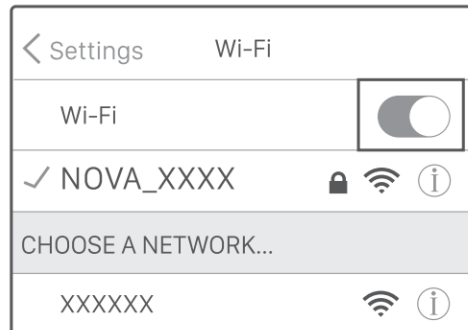 Settings Wi-Fi
Wi-Fi
NOVA_XXXX
CHOOSE A NETWORK...
XXXXXX